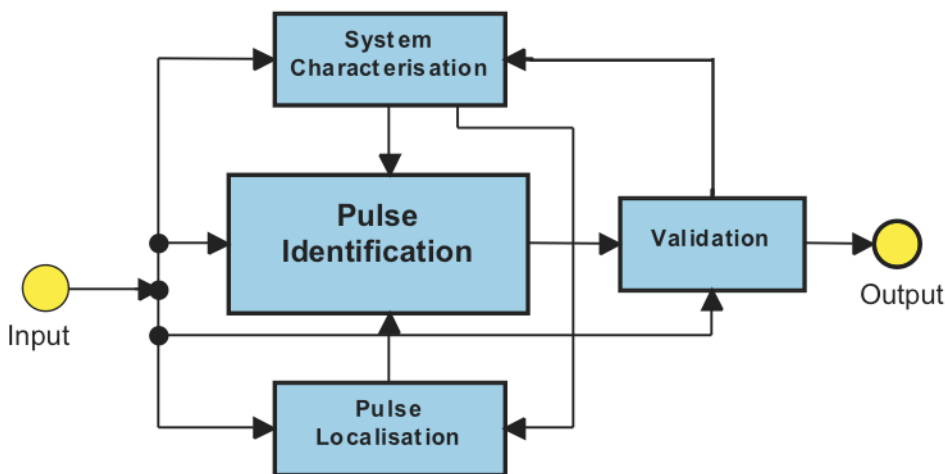 System
Characterisation
Pulse
Identification
Validation
Input
Output
Pulse
Localisation